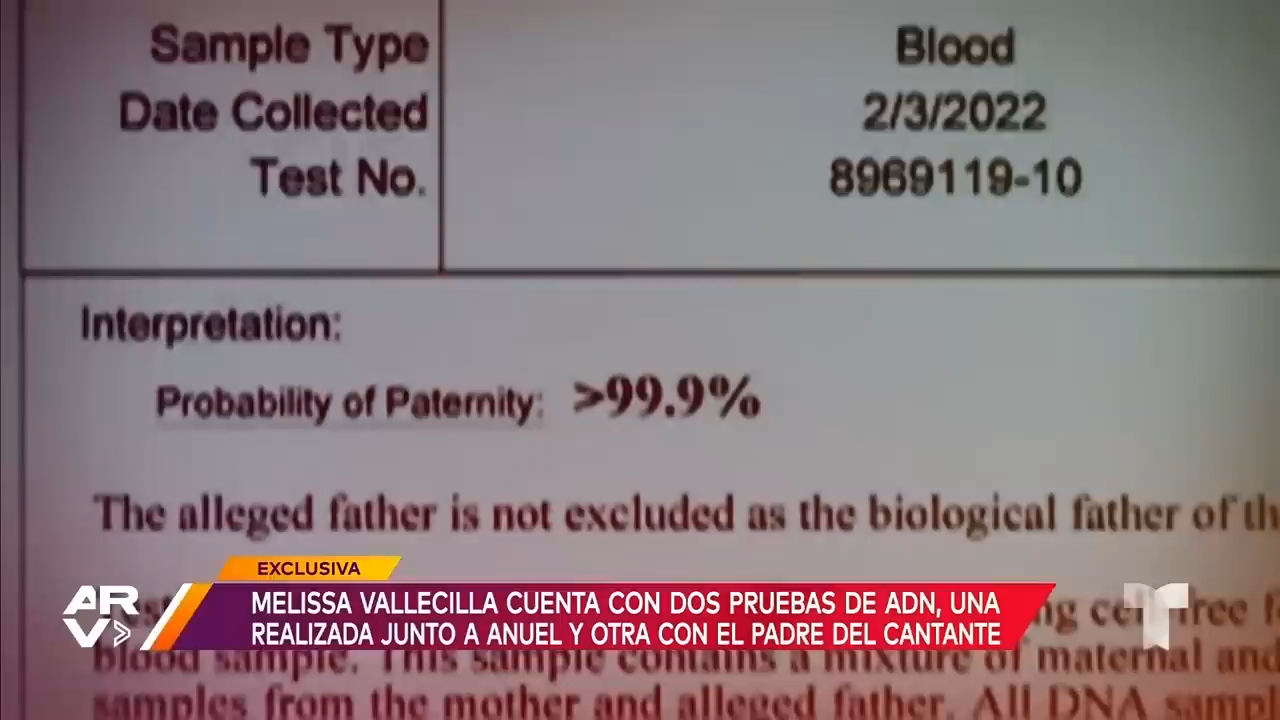 Sample Type Blood
Date Collected 2/3/2022
Test No. 8969119-10
Interpretation:
Probability of Paternity: >99.9%
The alleged father is not excluded as the biological father of
EXCLUSIVA
ARV
MELISSA VALLECILLA CUENTA CON DOS PRUEBAS DE ADN, UNA
REALIZADA JUNTO A ANUEL Y OTRA CON EL PADRE DEL CANTANTE
T
blood sample. This sample contains a mixture of maternal and
samples from the mother and alleged father. All DNA